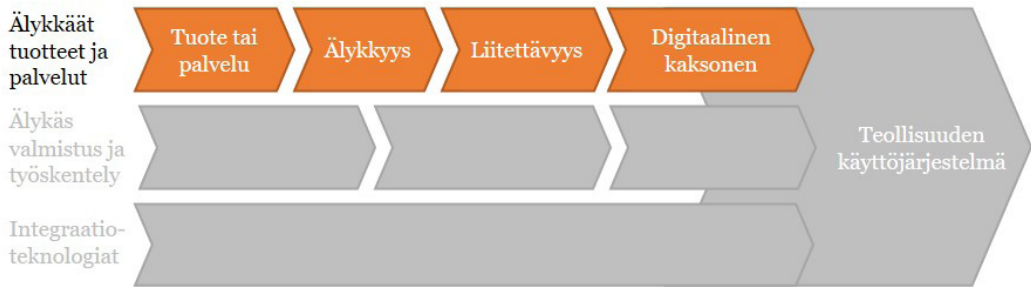 Älykkäät
tuotteet ja
palvelut
Tuote tai
palvelu
Älykkyys
Liitettävyys
Digitaalinen
kaksonen
Älykäs
valmistus ja
työskentely
Teollisuuden
käyttöjärjestelmä
Integraatio-
teknologiat